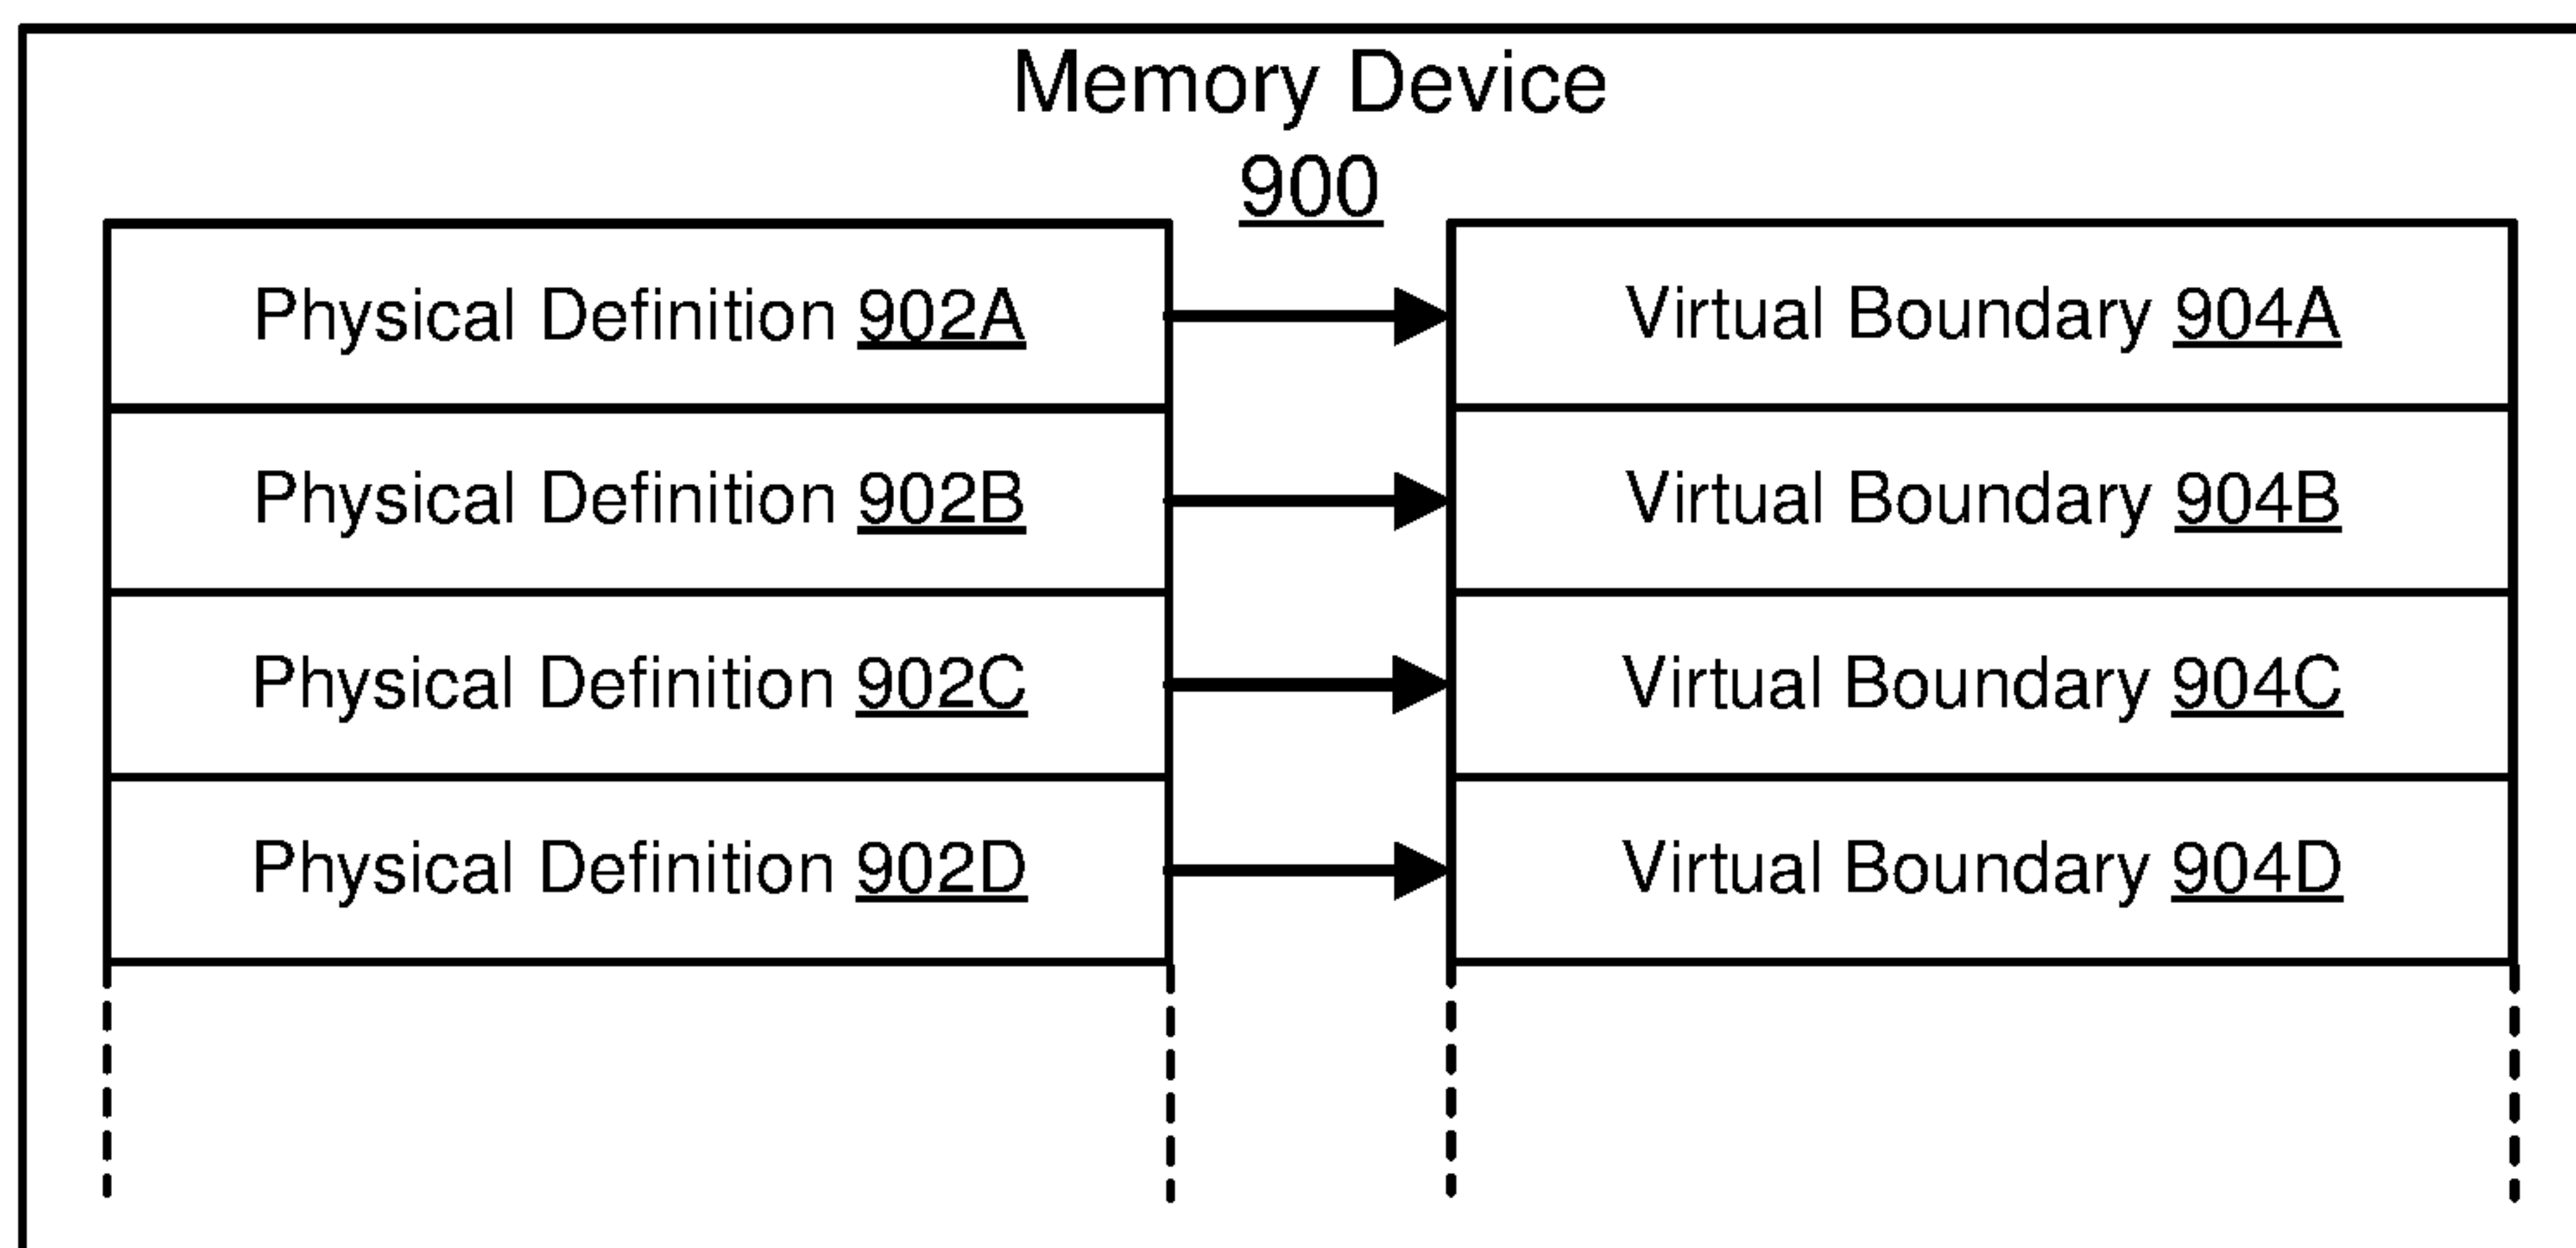 Memory Device
900
Physical Definition 902A
Virtual Boundary 904A
Physical Definition 902B
Virtual Boundary 904B
Physical Definition 902C
Virtual Boundary 904C
Physical Definition 902D
Virtual Boundary 904D